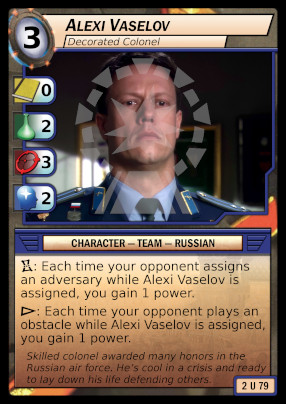 3
ALEXI VASELOV
Decorated Colonel
0
2
3
2
CHARACTER – TEAM – RUSSIAN
: Each time your opponent assigns
an adversary while Alexi Vaselov is
assigned, you gain 1 power.
: Each time your opponent plays an
obstacle while Alexi Vaselov is assigned,
you gain 1 power.
Skilled colonel awarded many honors in the
Russian air force. He's cool in a crisis and ready
to lay down his life defending others.
2 U 79